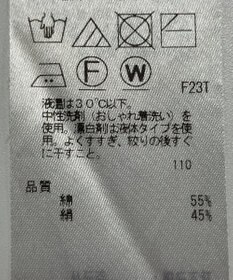 F
W
F23T
液温は30℃以下。
中性洗剤(おしゃれ着洗い)を
使用。漂白剤は液体タイプを使
用。よくすすぎ、絞りの後すぐ
に干すこと。
110
品質
綿 55%
絹 45%